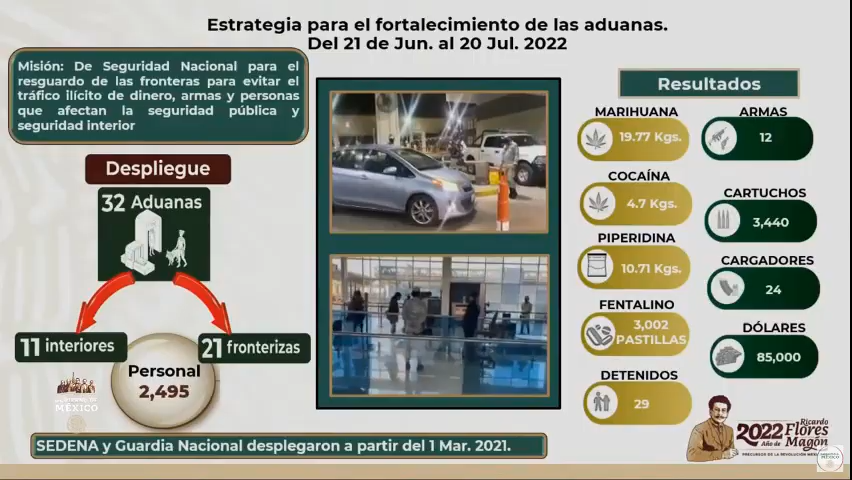 Estrategia para el fortalecimiento de las aduanas.
Del 21 de Jun. al 20 Jul. 2022
Misión: De Seguridad Nacional para el
resguardo de las fronteras para evitar el
tráfico ilícito de dinero, armas y personas
que afectan la seguridad pública y
seguridad interior
Despliegue
32 Aduanas
11 interiores
21 fronterizas
Personal
2,495
MÉXICO
SEDENA y Guardia Nacional desplegaron a partir del 1 Mar. 2021.
Resultados
MARIHUANA
19.77 Kgs.
COCAÍNA
4.7 Kgs.
PIPERIDINA
10.71 Kgs.
FENTALINO
3,002
PASTILLAS
DETENIDOS
29
ARMAS
12
CARTUCHOS
3,440
CARGADORES
24
DÓLARES
85,000
2022 Ricardo
Año de Flores
Magón
PRECURSOR DE LA REVOLUCIÓN
MÉXICO